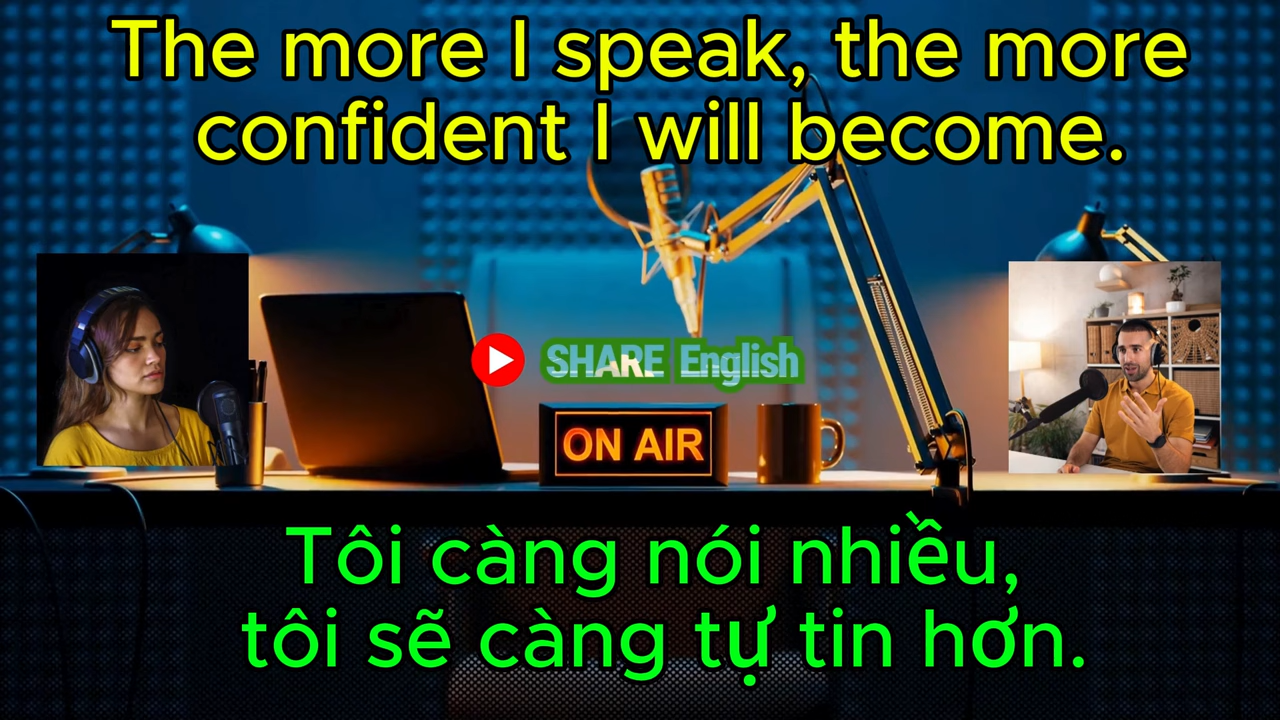 The more I speak, the more
confident I will become.
SHARE English
ON AIR
Tôi càng nói nhiều,
tôi sẽ càng tự tin hơn.